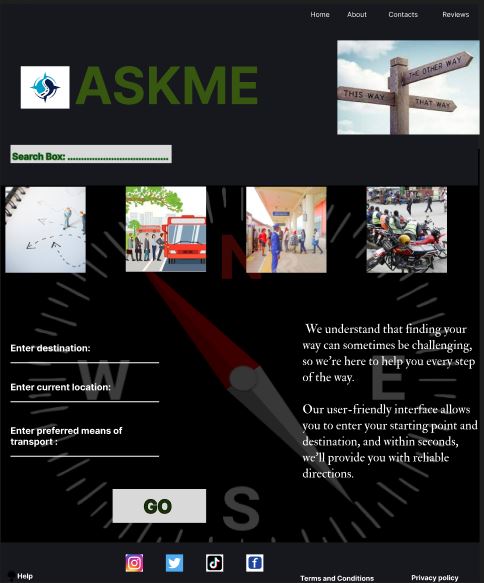 Home About Contacts Reviews
ASKME
THE OTHER WAY
THIS WAY
THAT WAY
Search Box: ......................................
N
We understand that finding your
way can sometimes be challenging,
so we're here to help you every step
of the way.
Enter destination:
Enter current location:
W
E
Enter preferred means of
transport :
Our user-friendly interface allows
you to enter your starting point and
destination, and within seconds,
we'll provide you with reliable
directions.
GO
S
Help
Terms and Conditions
Privacy policy